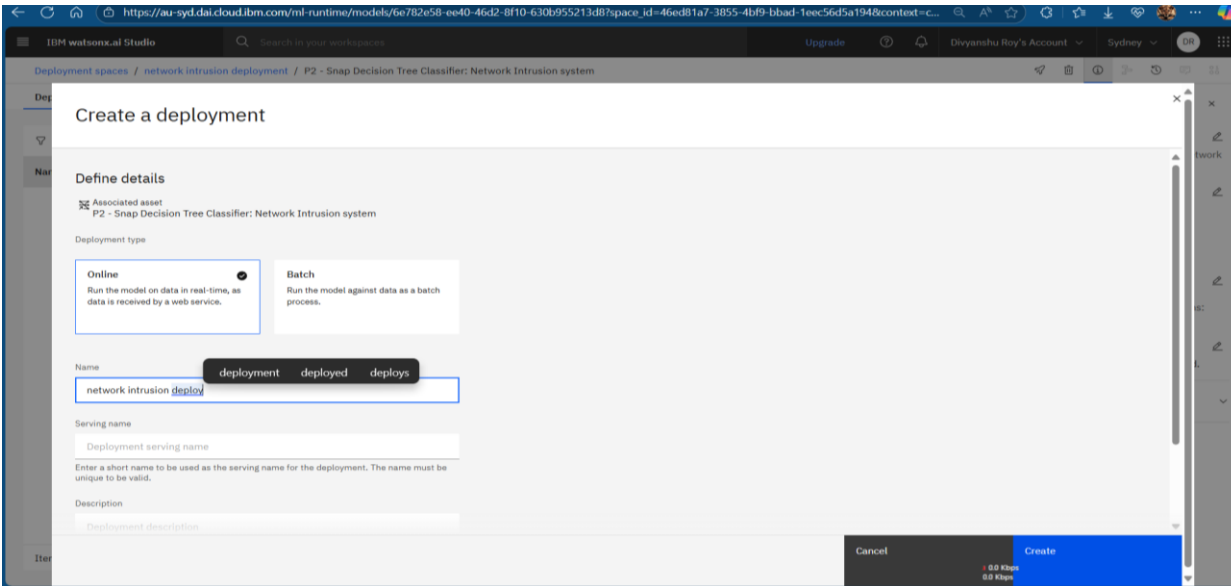 https://au-syd.dai.cloud.ibm.com/ml-runtime/models/6e782e58-ee40-46d2-8f10-630b955213d8?space_id=46ed81a7-3855-4bf9-bbad-1eec56d5a194&context=c...
IBM watsonx.ai Studio
Search in your workspaces
Upgrade
Divyanshu Roy's Account
Sydney
DR
Deployment spaces / network intrusion deployment / P2 - Snap Decision Tree Classifier: Network Intrusion system
Dep
Create a deployment
twork
Nar
Define details
Associated asset
P2 - Snap Decision Tree Classifier: Network Intrusion system
Deployment type
Online
Run the model on data in real-time, as
data is received by a web service.
Batch
Run the model against data as a batch
process.
Name
deployment deployed deploys
network intrusion deploy
Serving name
Deployment serving name
Enter a short name to be used as the serving name for the deployment. The name must be
unique to be valid.
Description
Deployment description
Iter
Cancel
Create
0.0 Kbps
0.0 Kbps